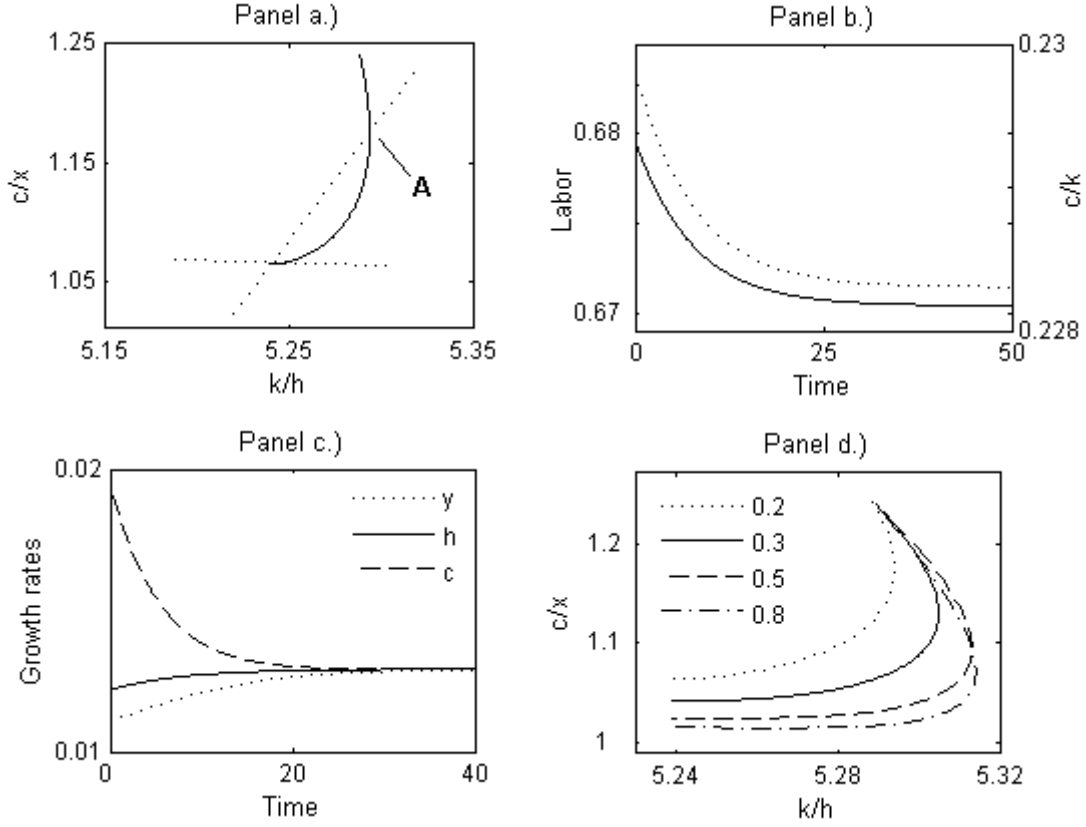 Panel a.)
1.25
1.15
1.05
c/x
A
5.15
5.25
5.35
k/h
Panel b.)
0.68
0.67
Labor
0.23
0.228
c/k
0
25
50
Time
Panel c.)
0.02
0.01
Growth rates
y
h
c
0
20
40
Time
Panel d.)
0.2
0.3
0.5
0.8
1.2
1.1
1
c/x
5.24
5.28
5.32
k/h